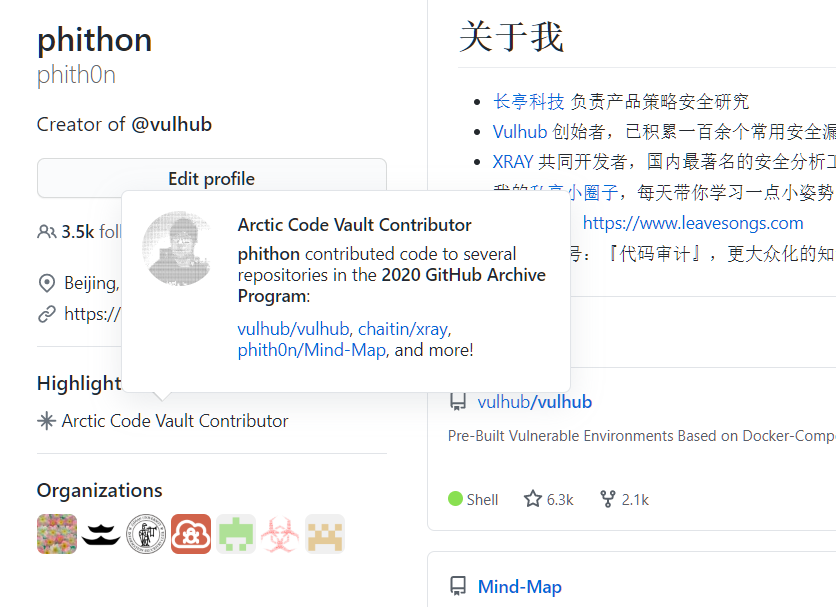 phithon
phith0n
Creator of @vulhub
Edit profile
3.5k foll
Beijing,
https://
Highlight
Arctic Code Vault Contributor
phithon contributed code to several
repositories in the 2020 GitHub Archive
Program:
vulhub/vulhub, chaitin/xray,
phith0n/Mind-Map, and more!
Arctic Code Vault Contributor
Organizations
关于我
长亭科技 负责产品策略安全研究
Vulhub 创始者，已积累一百余个常用安全漏
XRAY 共同开发者，国内最著名的安全分析工
我的私享小圈子，每天带你学习一点小姿势
https://www.leavesongs.com
号：『代码审计』，更大众化的知
vulhub/vulhub
Pre-Built Vulnerable Environments Based on Docker-Comp
Shell 6.3k 2.1k
Mind-Map